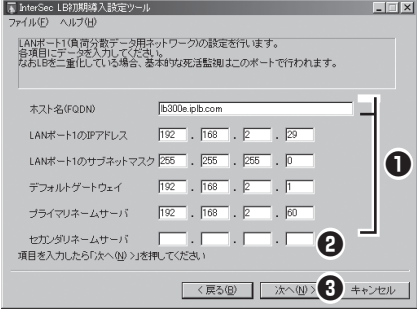 InterSec LB初期導入設定ツール
ファイル(F) ヘルプ(H)
LANポート1(負荷分散データ用ネットワーク)の設定を行います。
各項目にデータを入力してください。
なおLBを二重化している場合、基本的な死活監視はこのポートで行われます。
ホスト名(FQDN) lb300e.iplb.com
LANポート1のIPアドレス 192 . 168 . 2 . 29
LANポート1のサブネットマスク 255 . 255 . 255 . 0
デフォルトゲートウェイ 192 . 168 . 2 . 1
プライマリネームサーバ 192 . 168 . 2 . 60
セカンダリネームサーバ . . .
❶
❷
項目を入力したら「次へ(N) >」を押してください
< 戻る(B) 次へ(N) > ❸ キャンセル